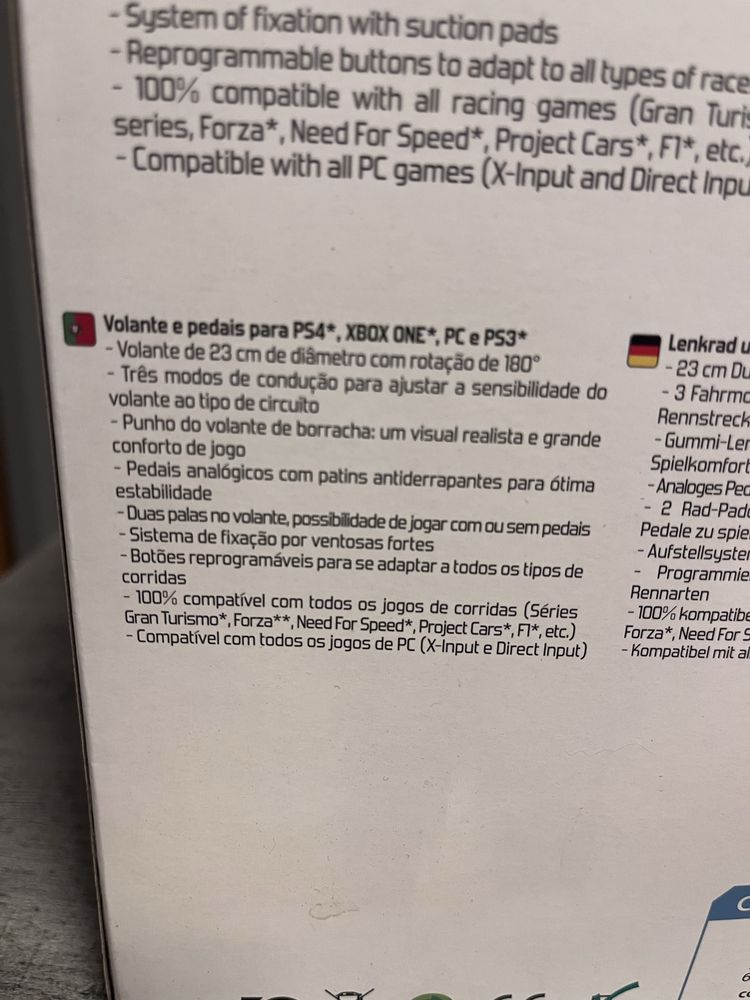 - System of fixation with suction pads
- Reprogrammable buttons to adapt to all types of race
- 100% compatible with all racing games (Gran Turis
series, Forza*, Need For Speed*, Project Cars*, F1*, etc.)
- Compatible with all PC games (X-Input and Direct Inpu
Volante e pedais para PS4*, XBOX ONE*, PC e PS3*
- Volante de 23 cm de diâmetro com rotação de 180°
- Três modos de condução para ajustar a sensibilidade do
volante ao tipo de circuito
- Punho do volante de borracha: um visual realista e grande
conforto de jogo
- Pedais analógicos com patins antiderrapantes para ótima
estabilidade
- Duas palas no volante, possibilidade de jogar com ou sem pedais
- Sistema de fixação por ventosas fortes
- Botões reprogramáveis para se adaptar a todos os tipos de
corridas
- 100% compatível com todos os jogos de corridas (Séries
Gran Turismo*, Forza**, Need For Speed*, Project Cars*, F1*, etc.)
- Compatível com todos os jogos de PC (X-Input e Direct Input)
Lenkrad u
- 23 cm Du
- 3 Fahrmo
Rennstreck
- Gummi-Len
Spielkomfort
- Analoges Ped
- 2 Rad-Pado
Pedale zu spie
- Aufstellsyster
- Programmie
Rennarten
- 100% kompatibe
Forza*, Need For S
- Kompatibel mit al